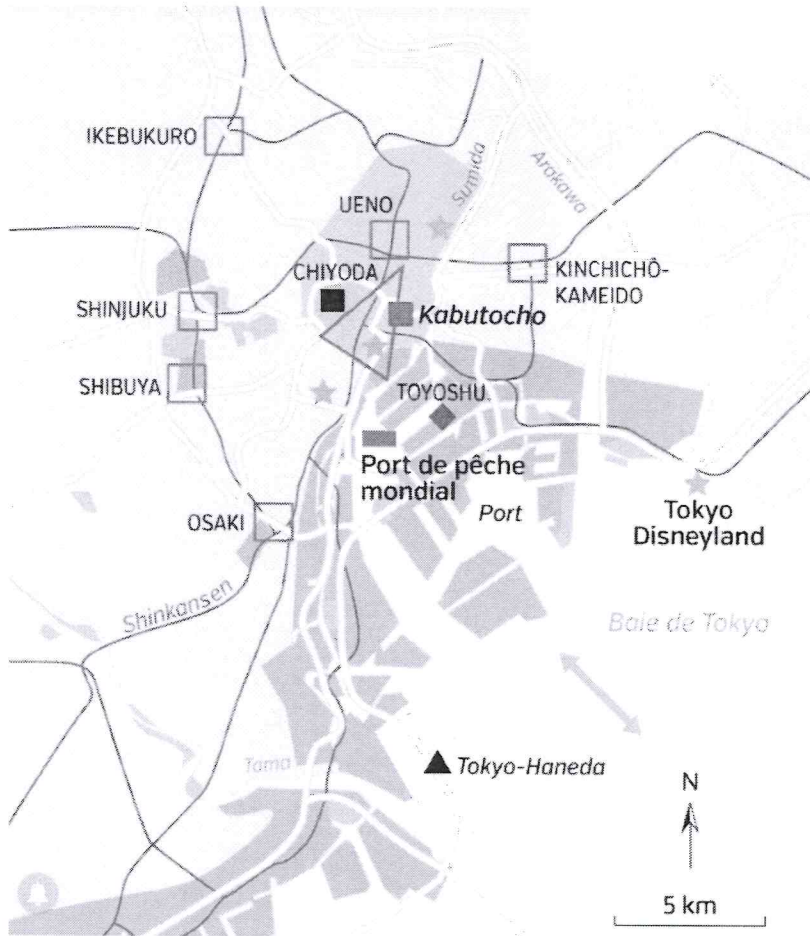 IKEBUKURO
Sumida
Arakawa
UENO
CHIYODA
KINCHICHÔ-
KAMEIDO
SHINJUKU
Kabutocho
SHIBUYA
TOYOSHU
Port de pêche
mondial
Port
Tokyo
Disneyland
OSAKI
Shinkansen
Baie de Tokyo
Tama
Tokyo-Haneda
N
5 km